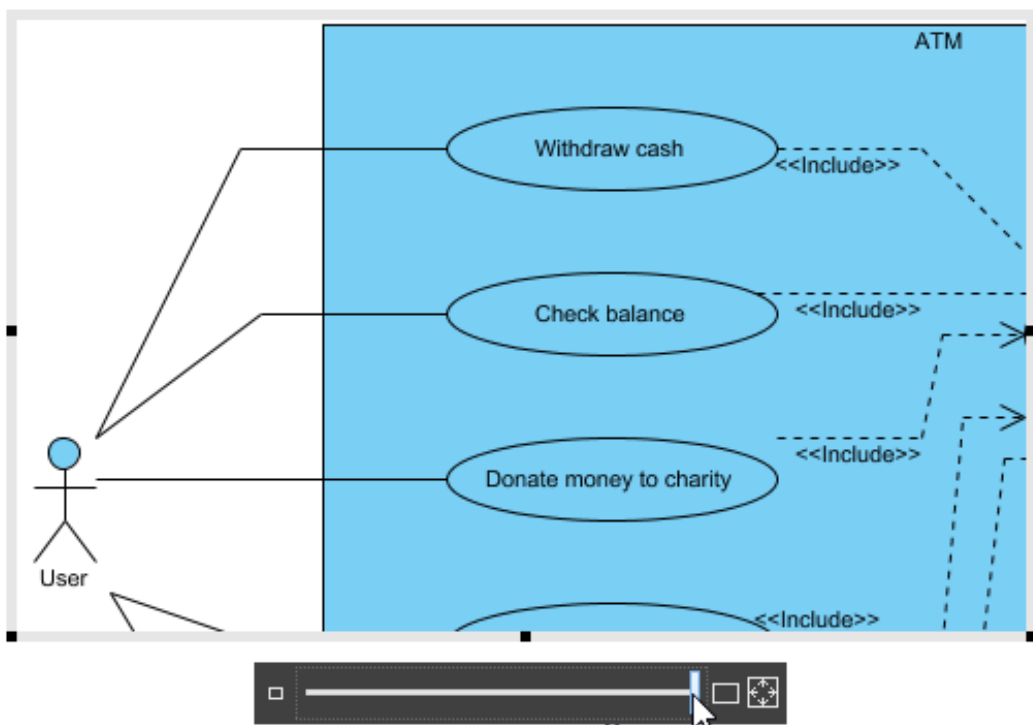 ATM
Withdraw cash
<<Include>>
Check balance
<<Include>>
Donate money to charity
<<Include>>
User
<<Include>>